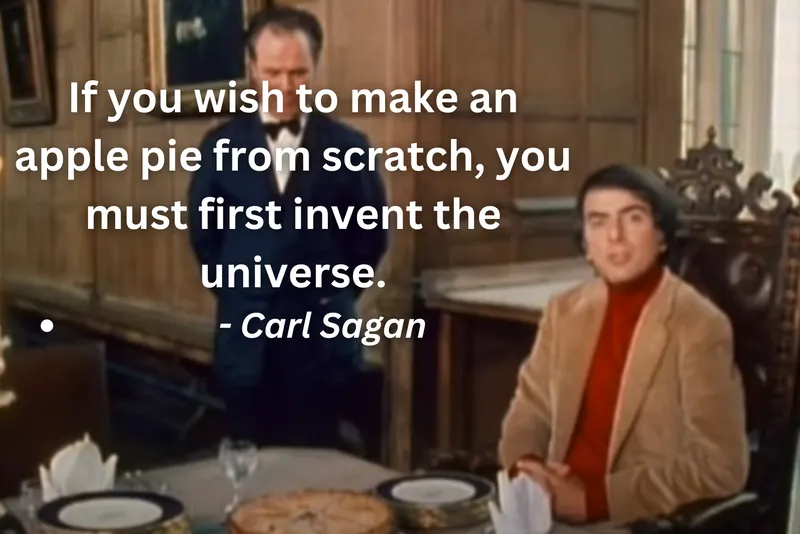 If you wish to make an
apple pie from scratch, you
must first invent the
universe.
• - Carl Sagan